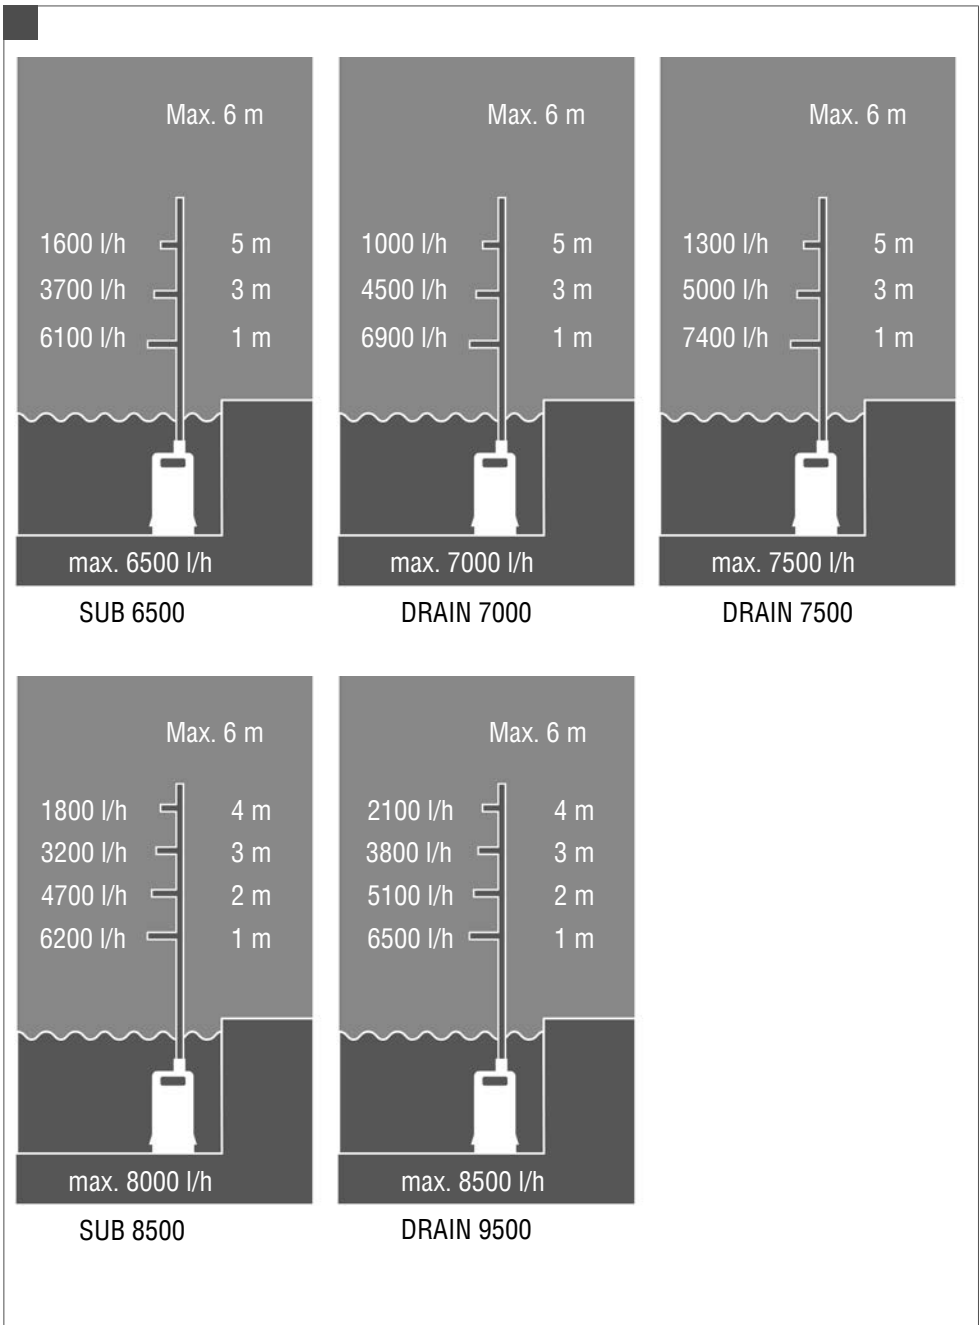 Max. 6 m
1600 l/h 5 m
3700 l/h 3 m
6100 l/h 1 m
max. 6500 l/h
SUB 6500
Max. 6 m
1000 l/h 5 m
4500 l/h 3 m
6900 l/h 1 m
max. 7000 l/h
DRAIN 7000
Max. 6 m
1300 l/h 5 m
5000 l/h 3 m
7400 l/h 1 m
max. 7500 l/h
DRAIN 7500
Max. 6 m
1800 l/h 4 m
3200 l/h 3 m
4700 l/h 2 m
6200 l/h 1 m
max. 8000 l/h
SUB 8500
Max. 6 m
2100 l/h 4 m
3800 l/h 3 m
5100 l/h 2 m
6500 l/h 1 m
max. 8500 l/h
DRAIN 9500